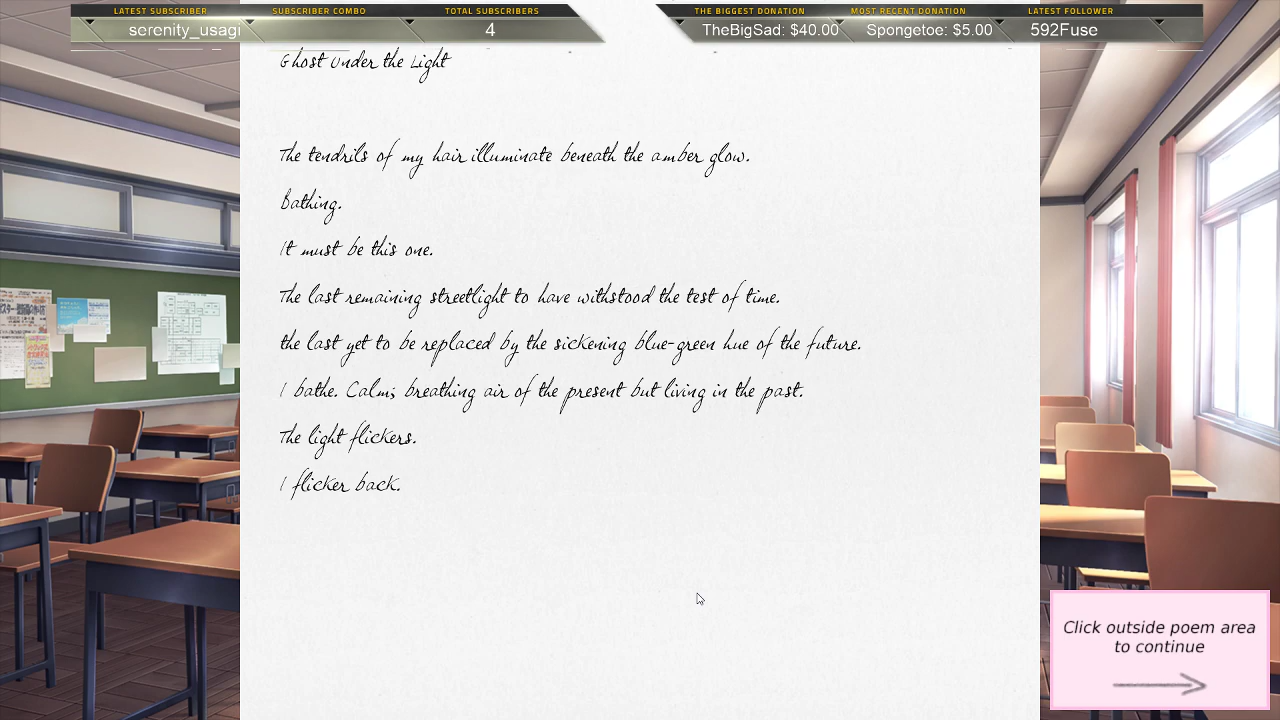 LATEST SUBSCRIBER
SUBSCRIBER COMBO
TOTAL SUBSCRIBERS
THE BIGGEST DONATION
MOST RECENT DONATION
LATEST FOLLOWER
serenity_usagi
4
TheBigSad: $40.00
Spongetoe: $5.00
592Fuse
Ghost Under the Light
The tendrils of my hair illuminate beneath the amber glow.
Bathing.
It must be this one.
The last remaining streetlight to have withstood the test of time.
the last yet to be replaced by the sickening blue-green hue of the future.
I bathe. Calm; breathing air of the present but living in the past.
The light flickers.
I flicker back.
Click outside poem area
to continue